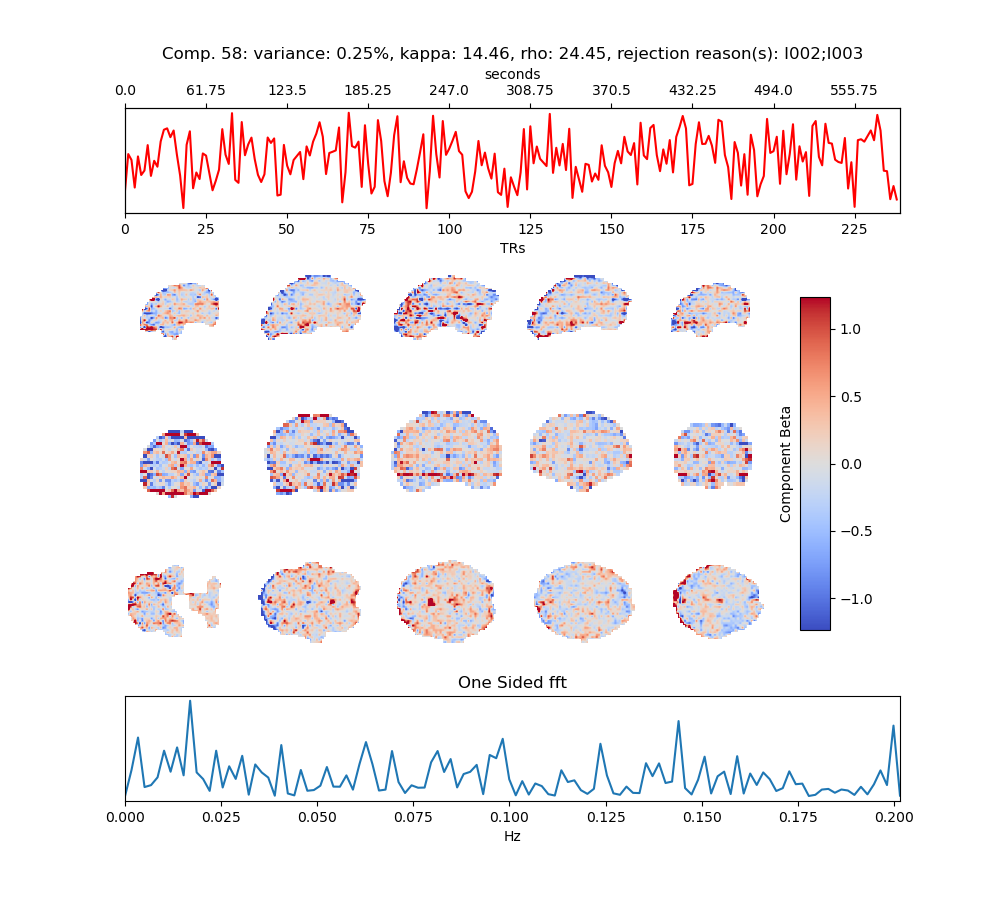 Comp. 58: variance: 0.25%, kappa: 14.46, rho: 24.45, rejection reason(s): I002;I003
seconds
0.0 61.75 123.5 185.25 247.0 308.75 370.5 432.25 494.0 555.75
0 25 50 75 100 125 150 175 200 225
TRs
1.0
0.5
0.0
−0.5
−1.0
Component Beta
One Sided fft
0.000 0.025 0.050 0.075 0.100 0.125 0.150 0.175 0.200
Hz